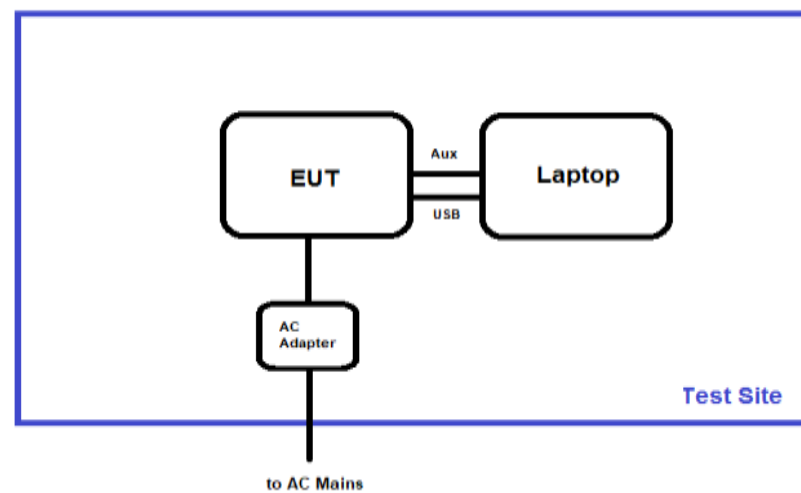 Aux
EUT
Laptop
USB
AC
Adapter
Test Site
to AC Mains